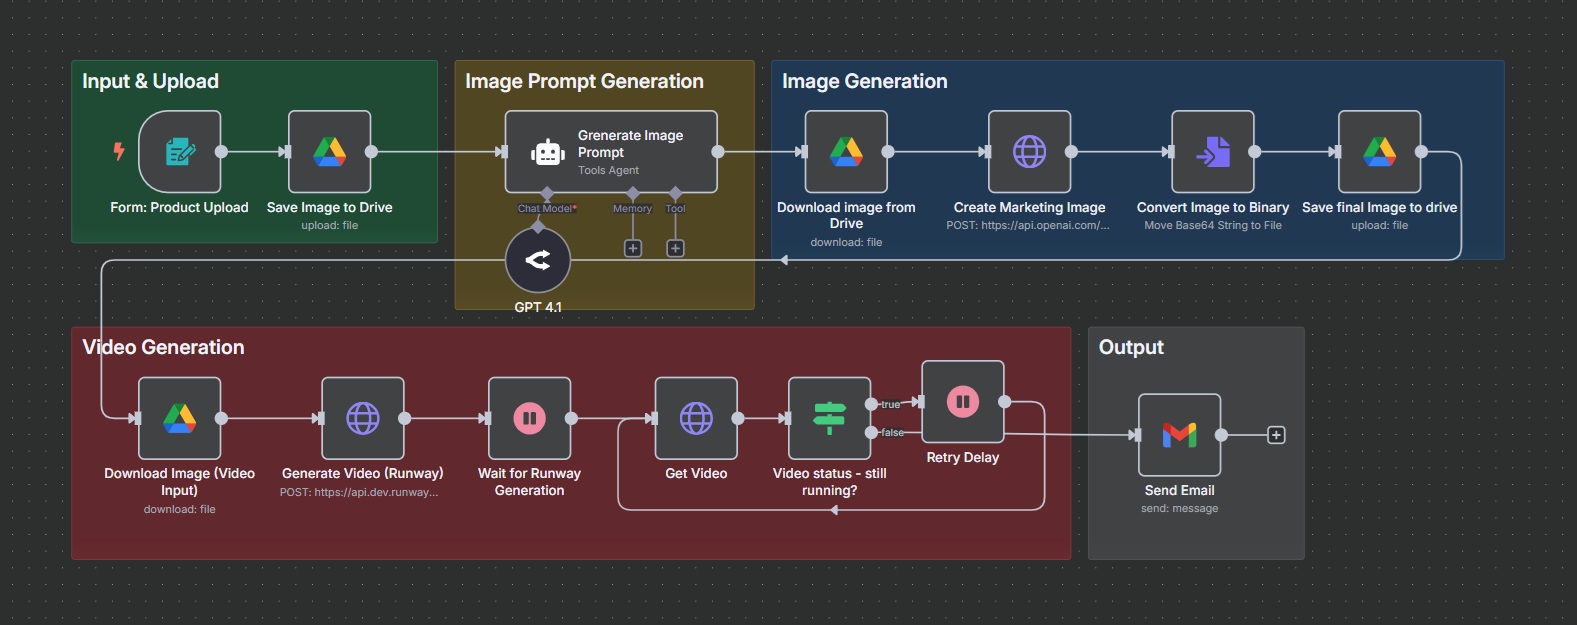 Input & Upload
Form: Product Upload
Save Image to Drive
upload: file
Image Prompt Generation
Grenerate Image
Prompt
Tools Agent
Chat Model*
Memory
Tool
GPT 4.1
Image Generation
Download image from
Drive
download: file
Create Marketing Image
POST: https://api.openai.com/...
Convert Image to Binary
Move Base64 String to File
Save final Image to drive
upload: file
Video Generation
Download Image (Video
Input)
download: file
Generate Video (Runway)
POST: https://api.dev.runway...
Wait for Runway
Generation
Get Video
Video status - still
running?
true
false
Retry Delay
Output
Send Email
send: message